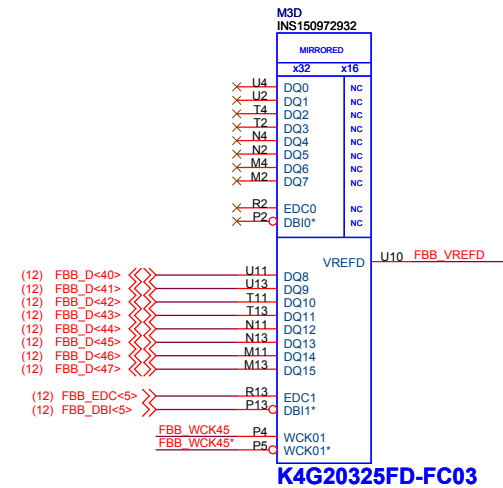 M3D
INS150972932
MIRRORED
x32 x16
U4 DQ0 NC
U2 DQ1 NC
T4 DQ2 NC
T2 DQ3 NC
N4 DQ4 NC
N2 DQ5 NC
M4 DQ6 NC
M2 DQ7 NC
R2 EDC0 NC
P2 DBI0* NC
VREFD U10 FBB_VREFD
(12) FBB_D<40> U11 DQ8
(12) FBB_D<41> U13 DQ9
(12) FBB_D<42> T11 DQ10
(12) FBB_D<43> T13 DQ11
(12) FBB_D<44> N11 DQ12
(12) FBB_D<45> N13 DQ13
(12) FBB_D<46> M11 DQ14
(12) FBB_D<47> M13 DQ15
(12) FBB_EDC<5> R13 EDC1
(12) FBB_DBI<5> P13 DBI1*
FBB_WCK45 P4 WCK01
FBB_WCK45* P5 WCK01*
K4G20325FD-FC03